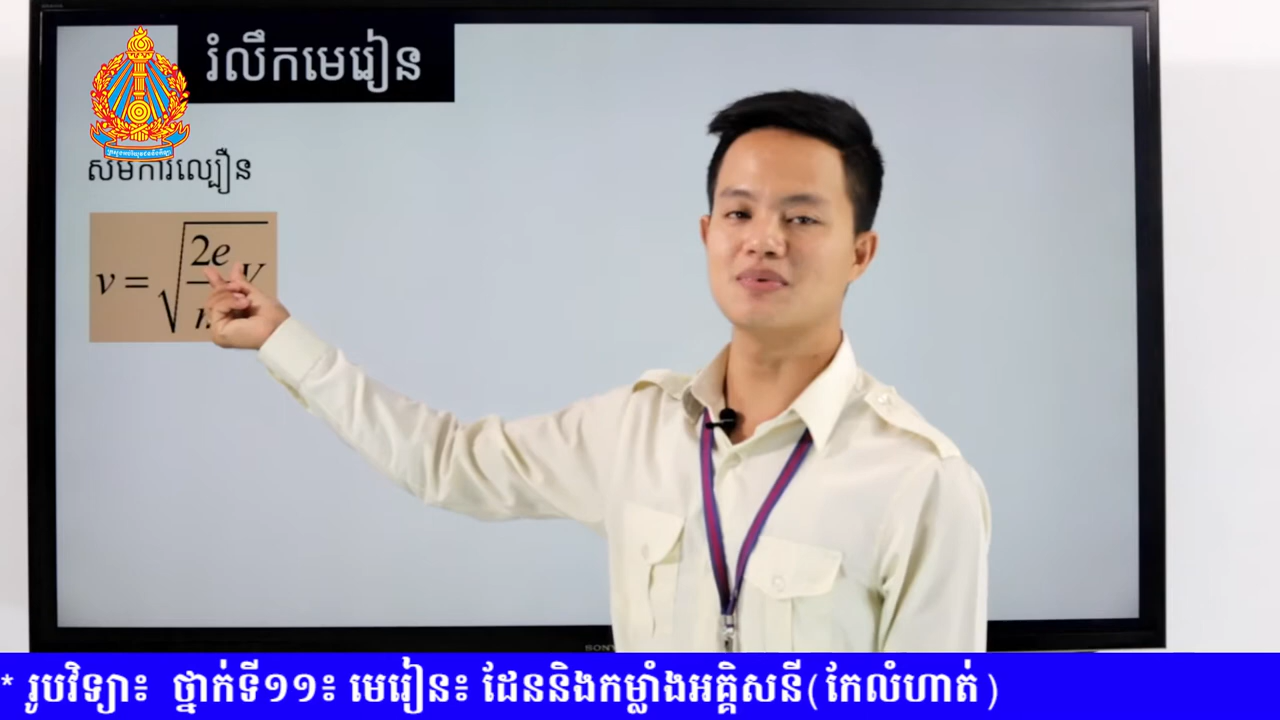 រំលឹកមេរៀន
សមីការល្បឿន
v = √2e V
SONY
* រូបវិទ្យា៖ ថ្នាក់ទី១១៖ មេរៀន៖ ដែននិងកម្លាំងអគ្គិសនី(កែលំហាត់)